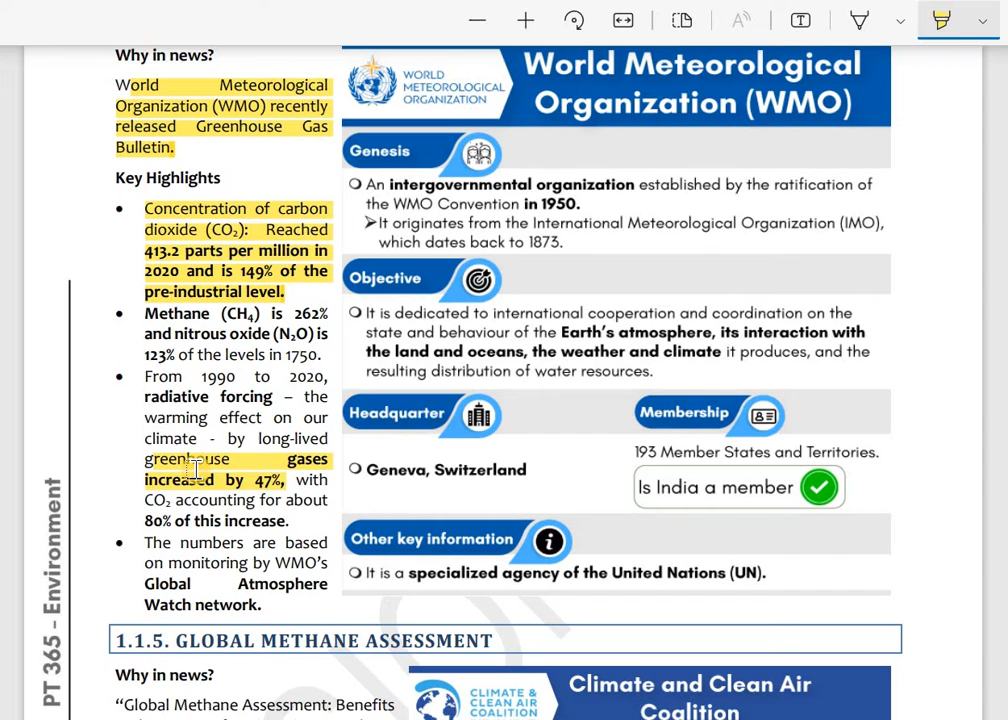 Why in news?
World Meteorological
Organization (WMO) recently
released Greenhouse Gas
Bulletin.
Key Highlights
• Concentration of carbon
dioxide (CO₂): Reached
413.2 parts per million in
2020 and is 149% of the
pre-industrial level.
• Methane (CH₄) is 262%
and nitrous oxide (N₂O) is
123% of the levels in 1750.
• From 1990 to 2020,
radiative forcing – the
warming effect on our
climate - by long-lived
greenhouse gases
increased by 47%, with
CO₂ accounting for about
80% of this increase.
• The numbers are based
on monitoring by WMO’s
Global Atmosphere
Watch network.
WORLD
METEOROLOGICAL
ORGANIZATION
World Meteorological
Organization (WMO)
Genesis
An intergovernmental organization established by the ratification of
the WMO Convention in 1950.
➤It originates from the International Meteorological Organization (IMO),
which dates back to 1873.
Objective
It is dedicated to international cooperation and coordination on the
state and behaviour of the Earth’s atmosphere, its interaction with
the land and oceans, the weather and climate it produces, and the
resulting distribution of water resources.
Headquarter
Geneva, Switzerland
Membership
193 Member States and Territories.
Is India a member
Other key information
It is a specialized agency of the United Nations (UN).
PT 365 - Environment
1.1.5. GLOBAL METHANE ASSESSMENT
Why in news?
“Global Methane Assessment: Benefits
CLIMATE &
CLEAN AIR
COALITION
Climate and Clean Air
Coalition